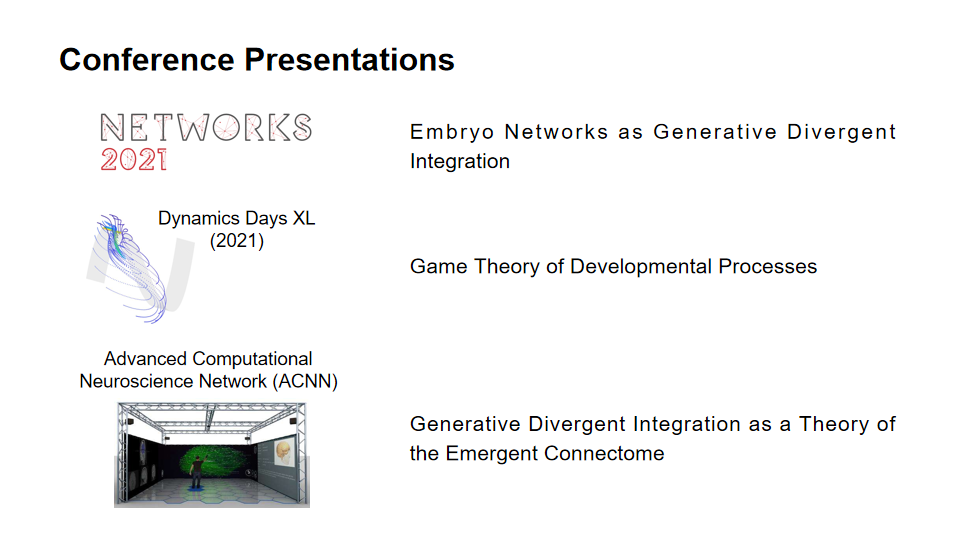 Conference Presentations
NETWORKS
2021
Embryo Networks as Generative Divergent
Integration
Dynamics Days XL
(2021)
Game Theory of Developmental Processes
Advanced Computational
Neuroscience Network (ACNN)
Generative Divergent Integration as a Theory of
the Emergent Connectome